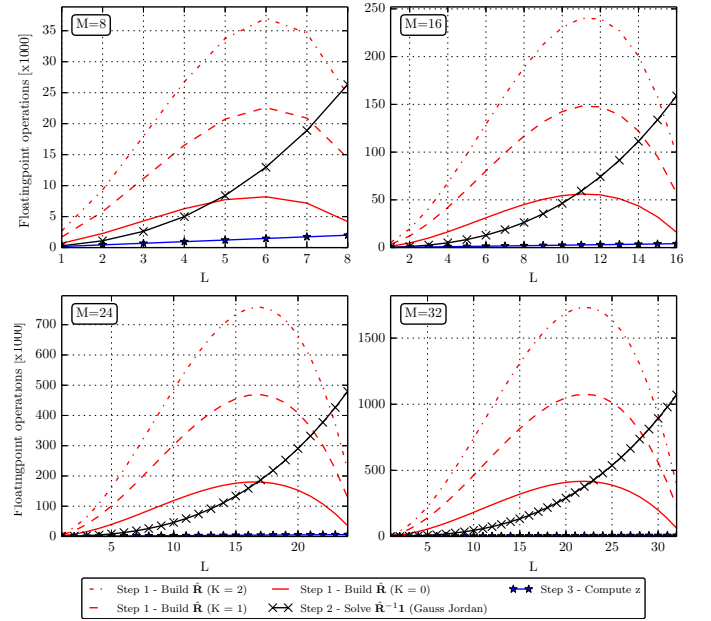 M=8
Floatingpoint operations [x1000]
40
35
30
25
20
15
10
5
0
1 2 3 4 5 6 7 8
L
M=16
250
200
150
100
50
0
2 4 6 8 10 12 14 16
L
M=24
Floatingpoint operations [x1000]
700
600
500
400
300
200
100
0
5 10 15 20
L
M=32
1500
1000
500
0
5 10 15 20 25 30
L
Step 1 - Build R̂ (K = 2)
Step 1 - Build R̂ (K = 1)
Step 1 - Build R̂ (K = 0)
Step 2 - Solve R̂⁻¹1 (Gauss Jordan)
Step 3 - Compute z